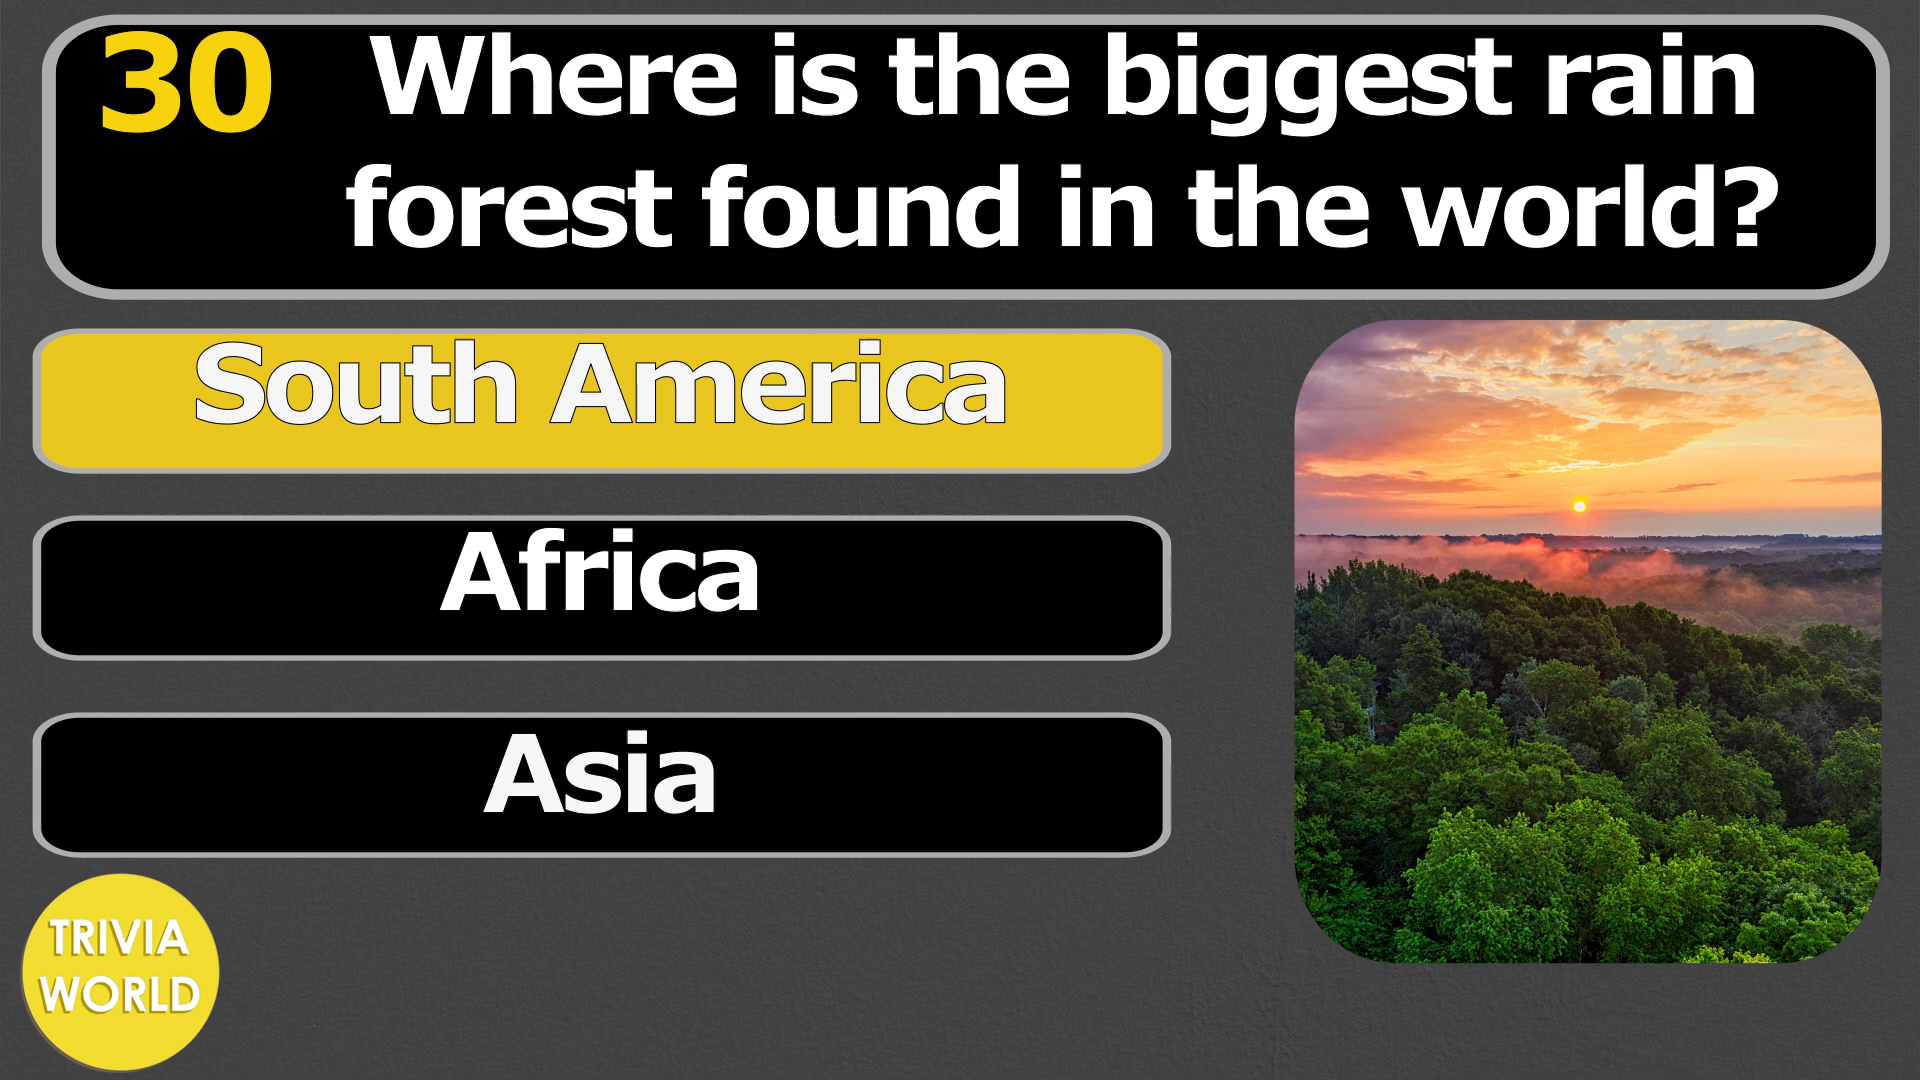 30
Where is the biggest rain
forest found in the world?
South America
Africa
Asia
TRIVIA
WORLD